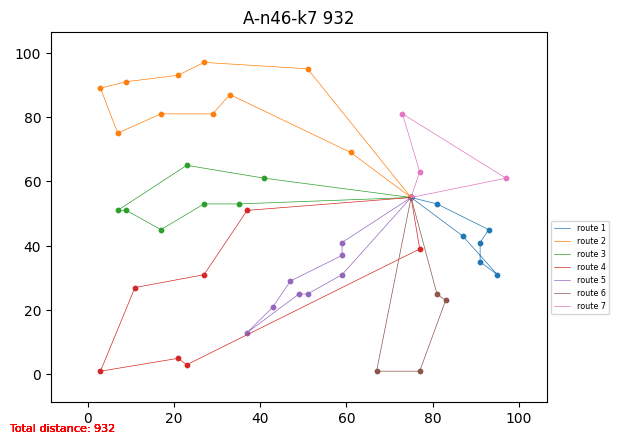 A-n46-k7 932
100
80
60
40
20
0
0 20 40 60 80 100
route 1
route 2
route 3
route 4
route 5
route 6
route 7
Total distance: 932